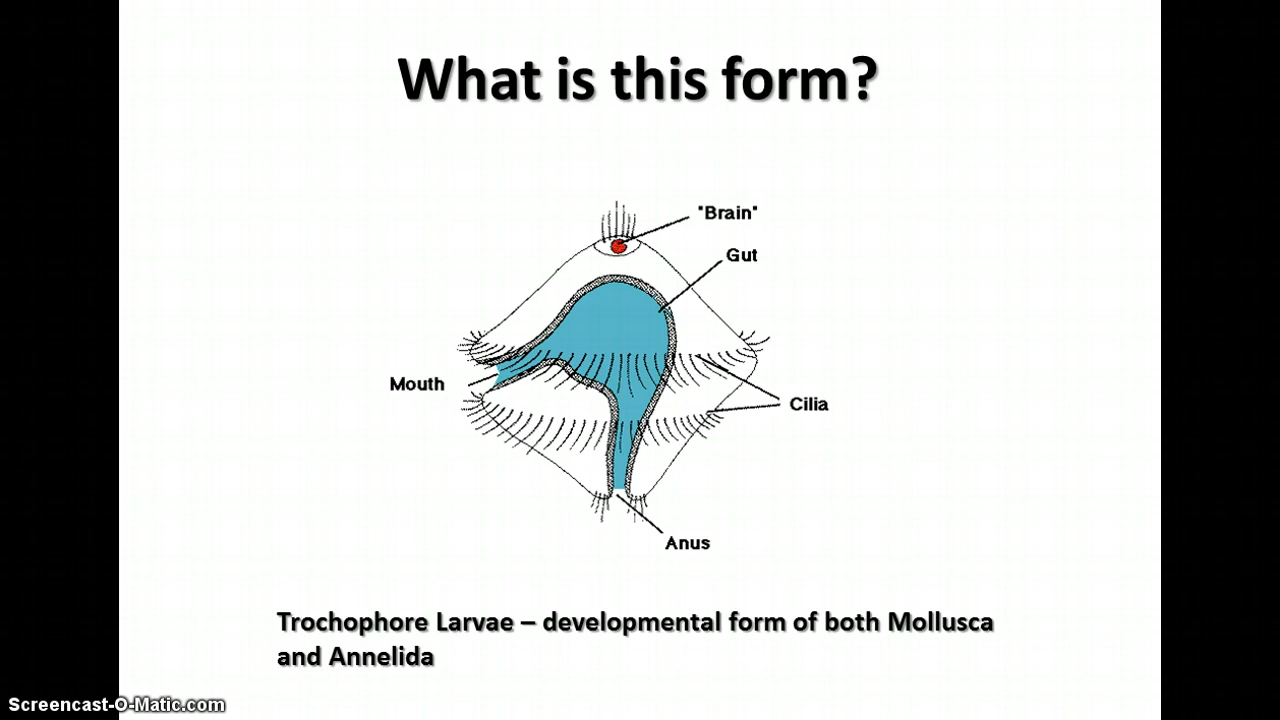 What is this form?
"Brain"
Gut
Mouth
Cilia
Anus
Trochophore Larvae – developmental form of both Mollusca
and Annelida
Screencast-O-Matic.com